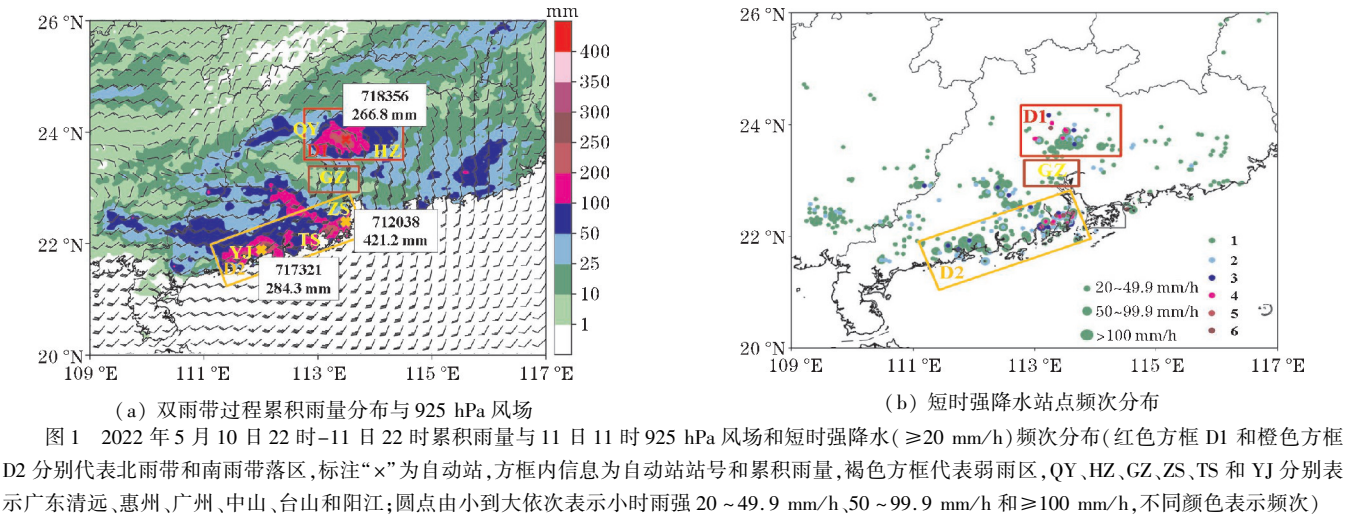 mm
26 °N
24 °N
22 °N
20 °N
109 °E
111 °E
113 °E
115 °E
117 °E
718356
266.8 mm
QY
HZ
GZ
ZS
712038
421.2 mm
TS
YJ
D2
717321
284.3 mm
400
350
300
250
200
100
50
25
10
1
(a) 双雨带过程累积雨量分布与 925 hPa 风场
26 °N
24 °N
22 °N
20 °N
109 °E
111 °E
113 °E
115 °E
117 °E
D1
GZ
D2
20~49.9 mm/h
50~99.9 mm/h
>100 mm/h
1
2
3
4
5
6
(b) 短时强降水站点频次分布
图 1 2022 年 5 月 10 日 22 时-11 日 22 时累积雨量与 11 日 11 时 925 hPa 风场和短时强降水(≥20 mm/h)频次分布(红色方框 D1 和橙色方框
D2 分别代表北雨带和南雨带落区,标注“×”为自动站,方框内信息为自动站站号和累积雨量,褐色方框代表弱雨区,QY、HZ、GZ、ZS、TS 和 YJ 分别表
示广东清远、惠州、广州、中山、台山和阳江;圆点由小到大依次表示小时雨强 20 ~ 49.9 mm/h、50 ~ 99.9 mm/h 和≥100 mm/h,不同颜色表示频次)